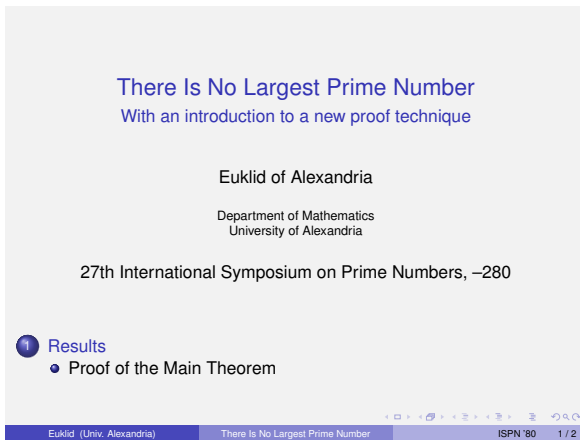 There Is No Largest Prime Number
With an introduction to a new proof technique
Euklid of Alexandria
Department of Mathematics
University of Alexandria
27th International Symposium on Prime Numbers, –280
1 Results
Proof of the Main Theorem
Euklid (Univ. Alexandria) There Is No Largest Prime Number ISPN ’80 1 / 2